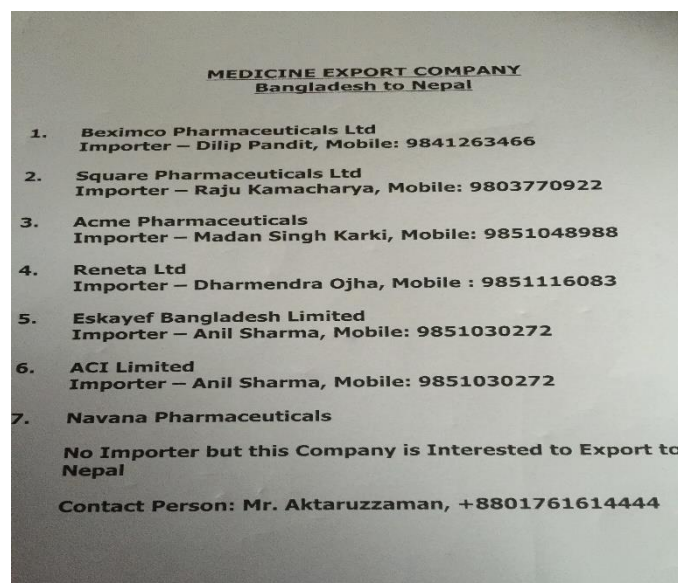 MEDICINE EXPORT COMPANY
Bangladesh to Nepal
1. Beximco Pharmaceuticals Ltd
Importer – Dilip Pandit, Mobile: 9841263466
2. Square Pharmaceuticals Ltd
Importer – Raju Kamacharya, Mobile: 9803770922
3. Acme Pharmaceuticals
Importer – Madan Singh Karki, Mobile: 9851048988
4. Reneta Ltd
Importer – Dharmendra Ojha, Mobile : 9851116083
5. Eskayef Bangladesh Limited
Importer – Anil Sharma, Mobile: 9851030272
6. ACI Limited
Importer – Anil Sharma, Mobile: 9851030272
7. Navana Pharmaceuticals
No Importer but this Company is Interested to Export to
Nepal
Contact Person: Mr. Aktaruzzaman, +8801761614444